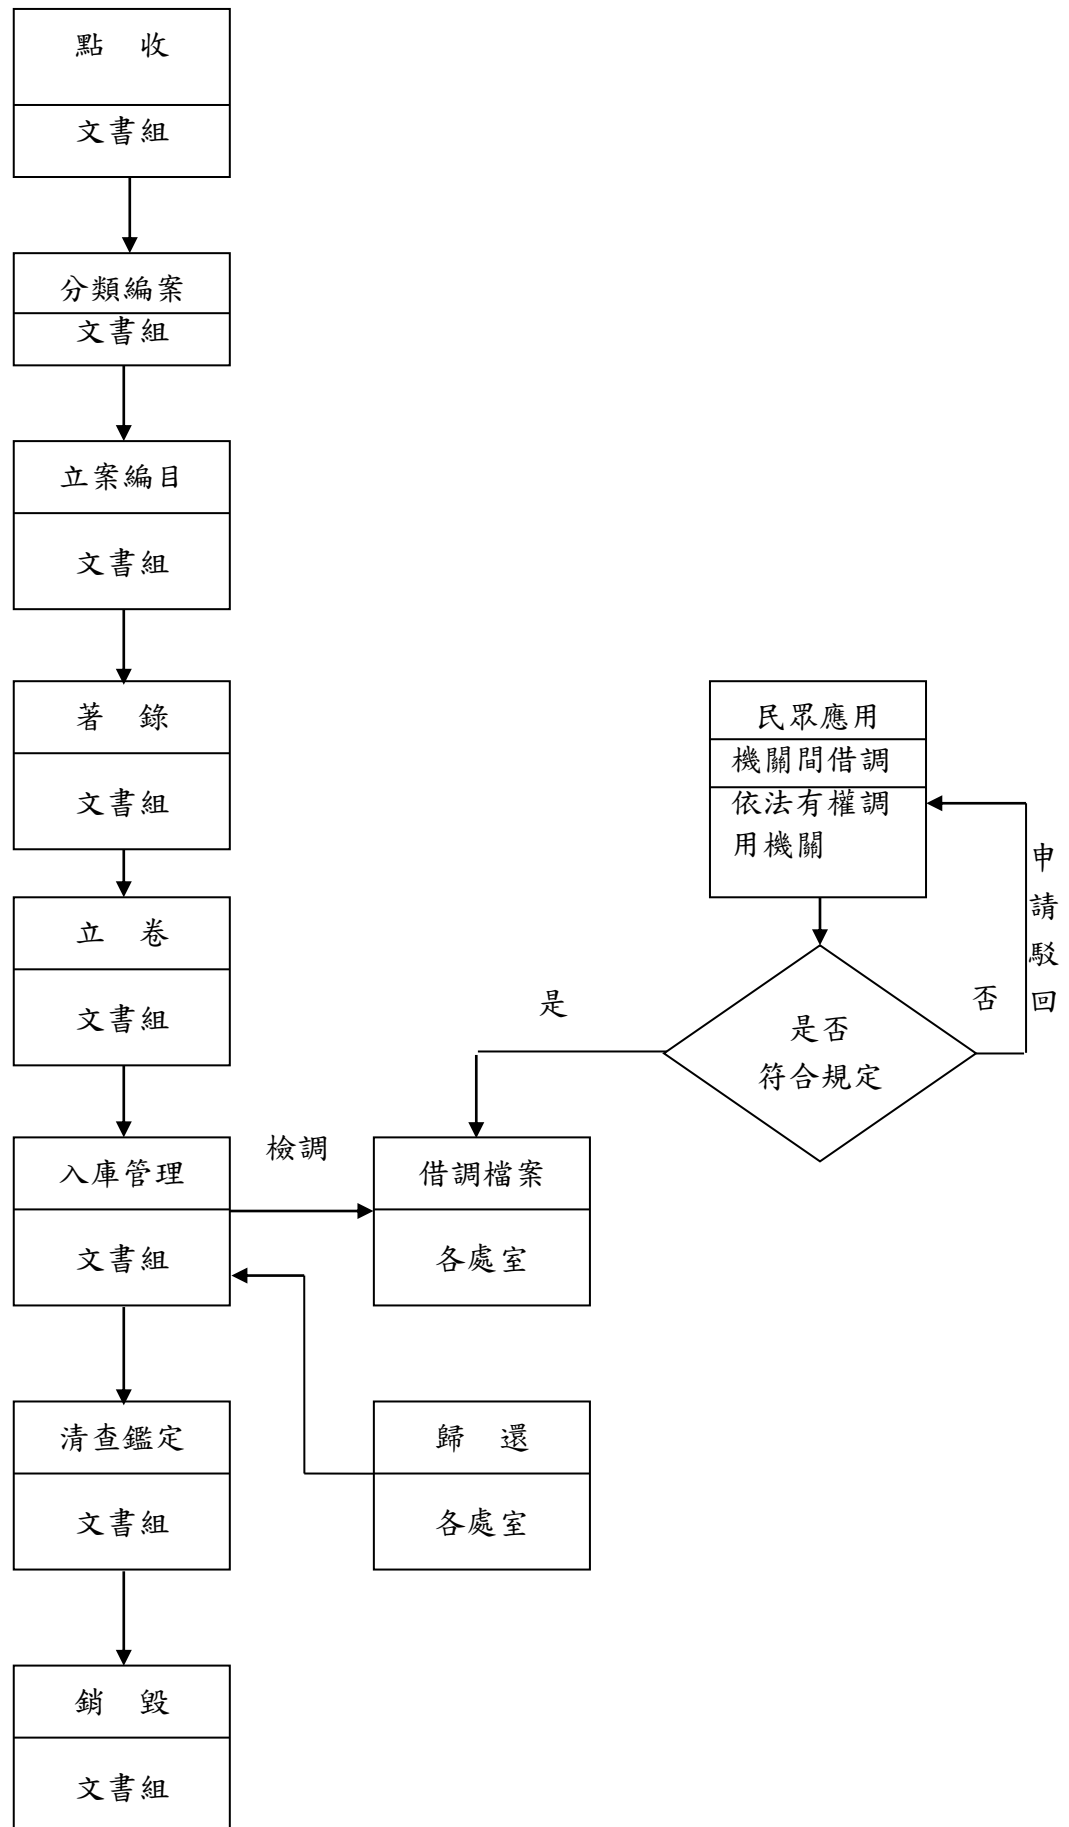 點　收
文書組
分類編案
文書組
立案編目
文書組
著　錄
文書組
立　卷
文書組
入庫管理
文書組
清查鑑定
文書組
銷　毀
文書組
檢調
借調檔案
各處室
歸　還
各處室
民眾應用
機關間借調
依法有權調
用機關
是否
符合規定
是
否
申請駁回